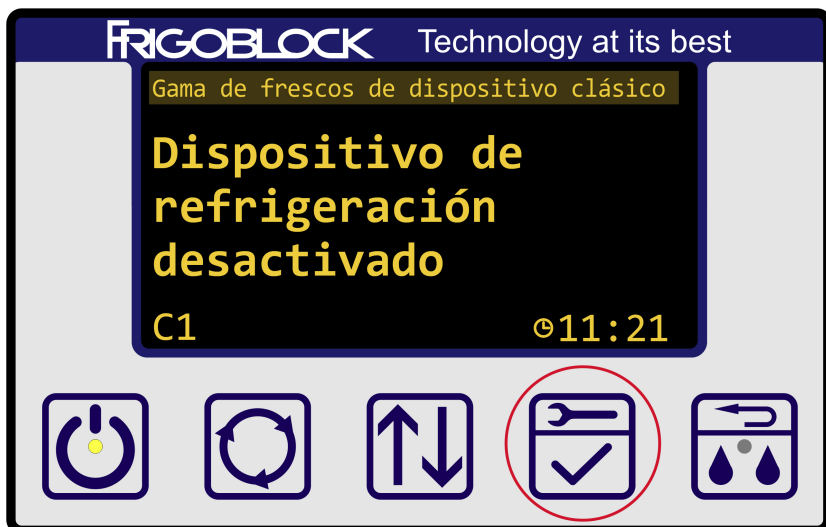 FRIGOBLOCK Technology at its best
Gama de frescos de dispositivo clásico
Dispositivo de
refrigeración
desactivado
C1 11:21